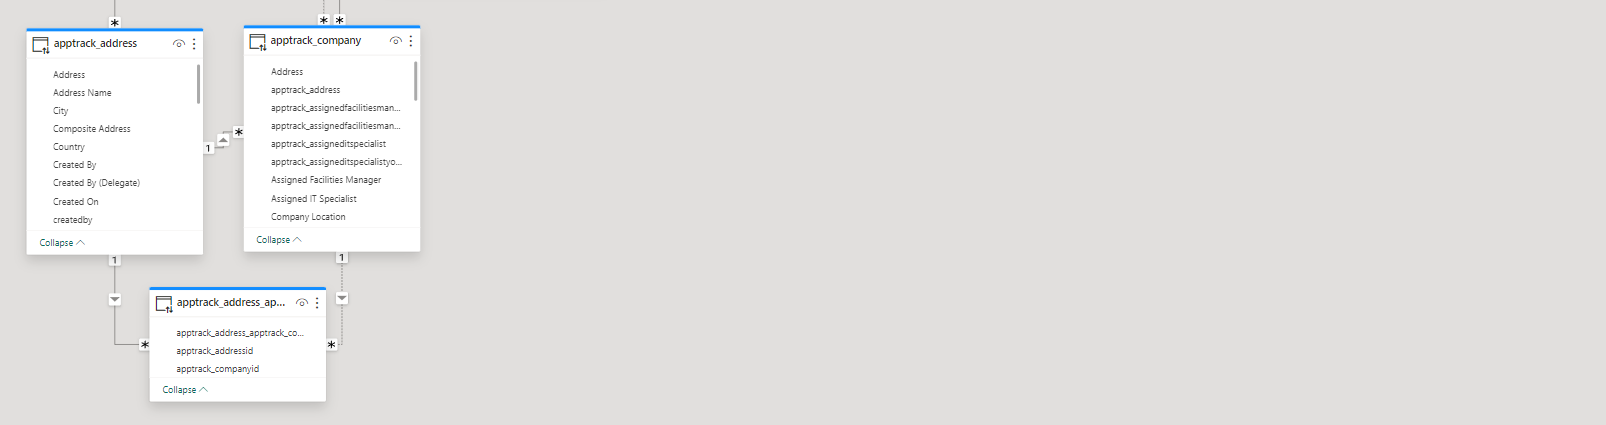 *
* *
apptrack_address
Address
Address Name
City
Composite Address
Country
Created By
Created By (Delegate)
Created On
createdby
Collapse
apptrack_company
Address
apptrack_address
apptrack_assignedfacilitiesman...
apptrack_assignedfacilitiesman...
apptrack_assigneditspecialist
apptrack_assigneditspecialistyo...
Assigned Facilities Manager
Assigned IT Specialist
Company Location
Collapse
1
*
1
1
apptrack_address_ap...
apptrack_address_apptrack_co...
apptrack_addressid
apptrack_companyid
Collapse
*
*